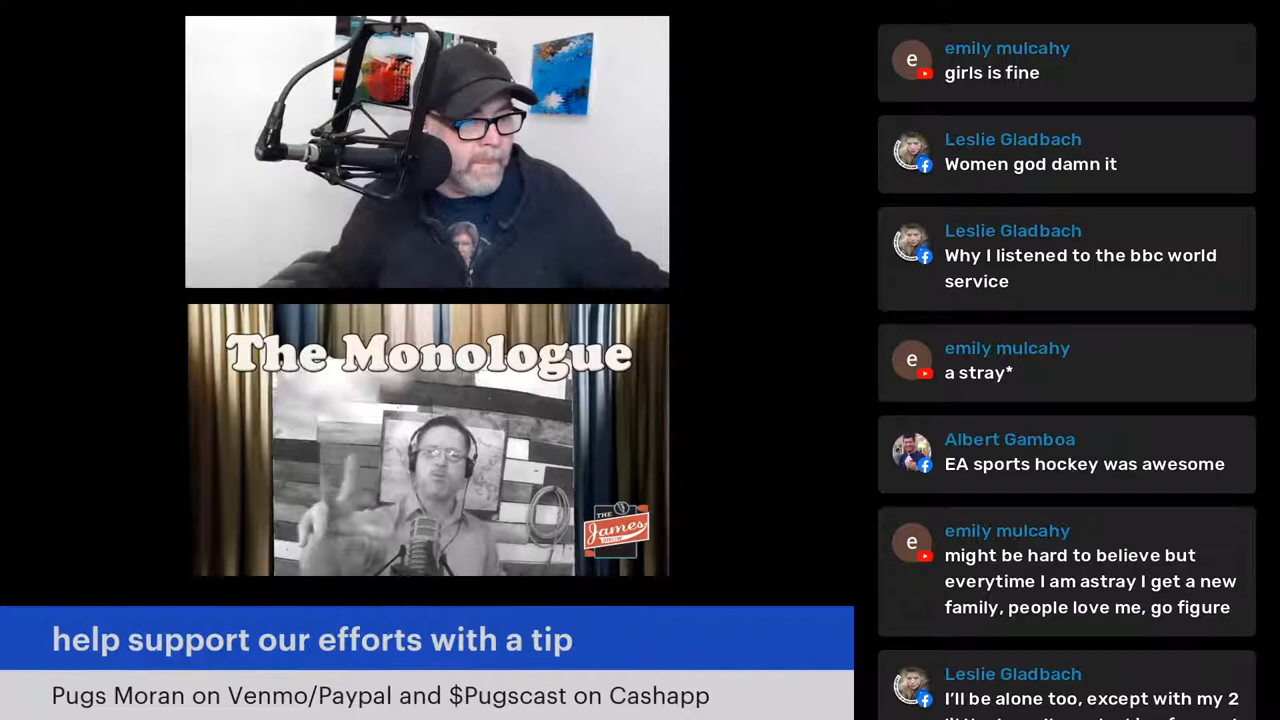 The Monologue
THE
James
SHOW
help support our efforts with a tip
Pugs Moran on Venmo/Paypal and $Pugscast on Cashapp
e
emily mulcahy
girls is fine
Leslie Gladbach
Women god damn it
Leslie Gladbach
Why I listened to the bbc world
service
e
emily mulcahy
a stray*
Albert Gamboa
EA sports hockey was awesome
e
emily mulcahy
might be hard to believe but
everytime I am astray I get a new
family, people love me, go figure
Leslie Gladbach
I'll be alone too, except with my 2